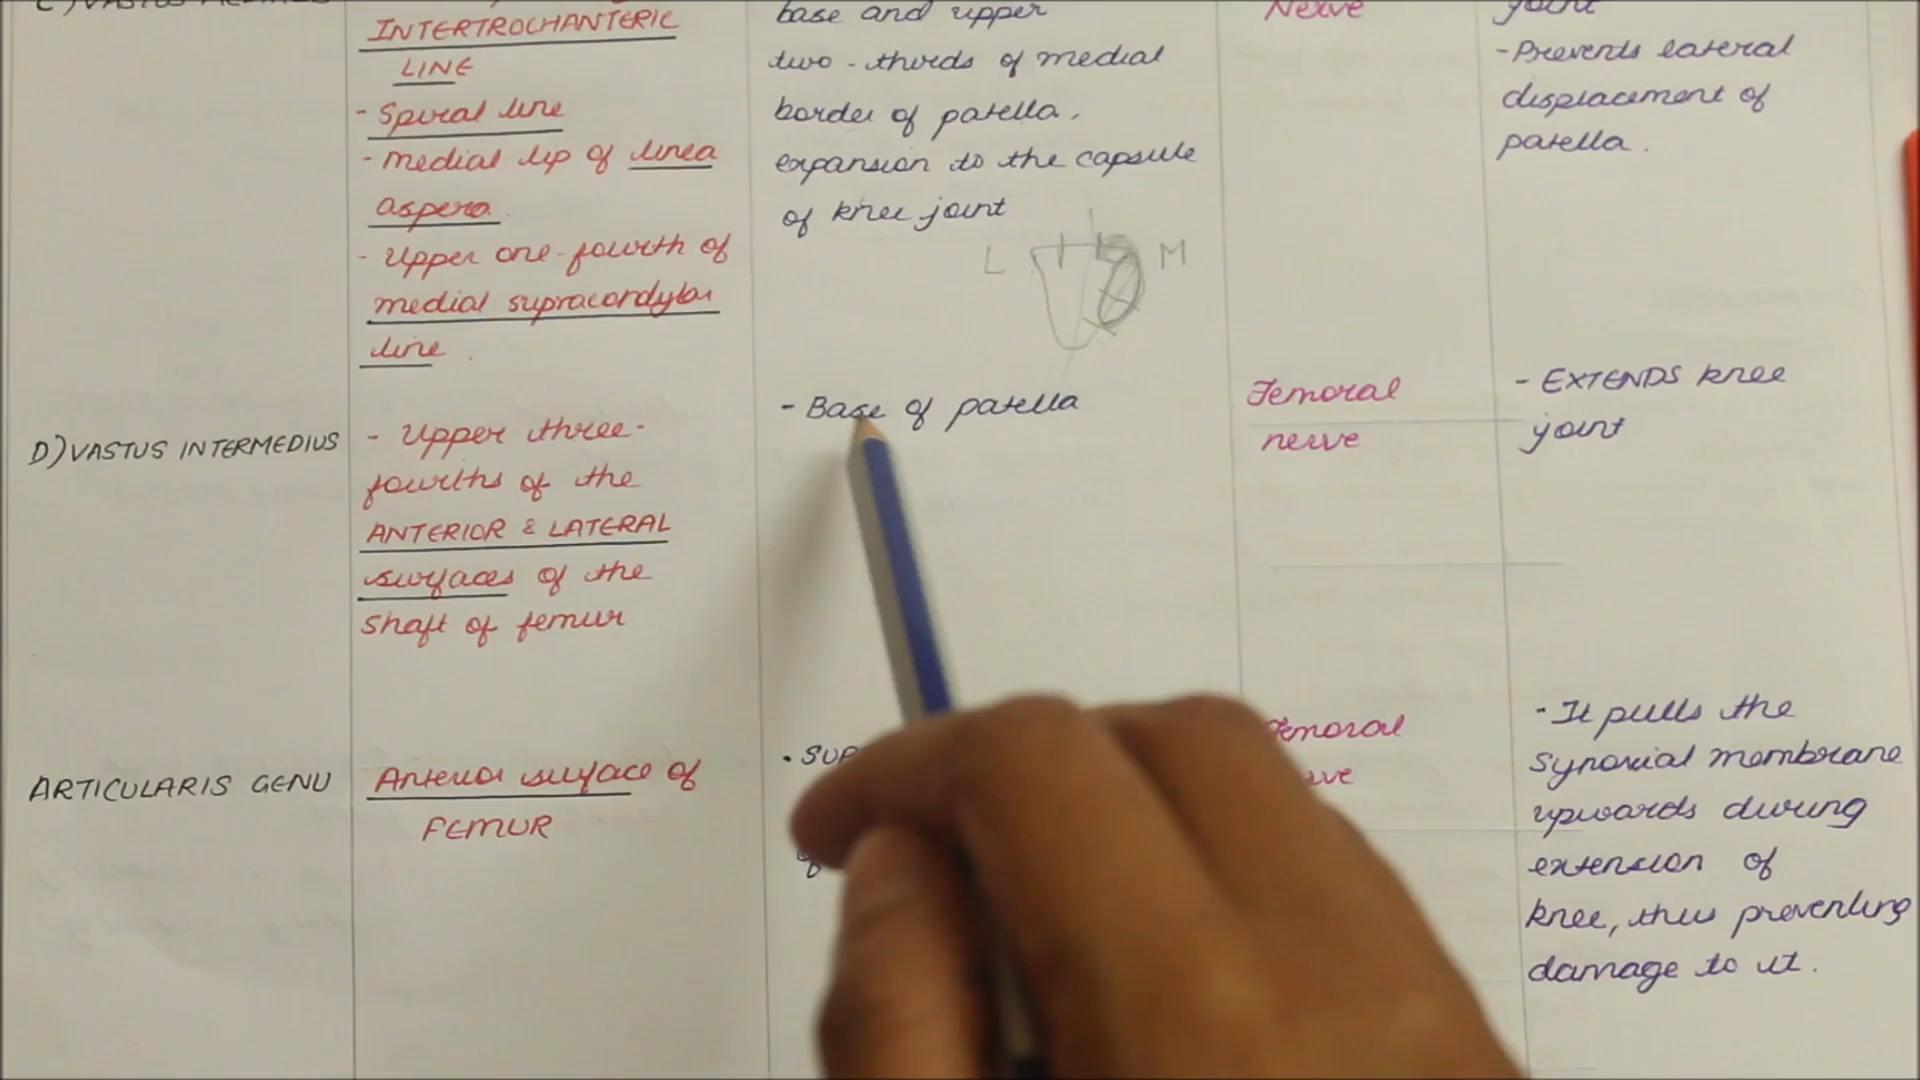 C) VASTUS MEDIALIS
INTERTROCHANTERIC
LINE
- Spiral line
- Medial lip of linea
aspera.
- Upper one-fourth of
medial supracondylar
line.
base and upper
two-thirds of medial
border of patella,
expansion to the capsule
of knee joint
L M
Nerve
joint
- Prevents lateral
displacement of
patella.
D) VASTUS INTERMEDIUS
- Upper three-
fourths of the
ANTERIOR & LATERAL
surfaces of the
shaft of femur
- Base of patella
Femoral
nerve
- EXTENDS knee
joint
ARTICULARIS GENU
Anterior surface of
FEMUR
Femoral
- It pulls the
synovial membrane
upwards during
extension of
knee, thus preventing
damage to it.